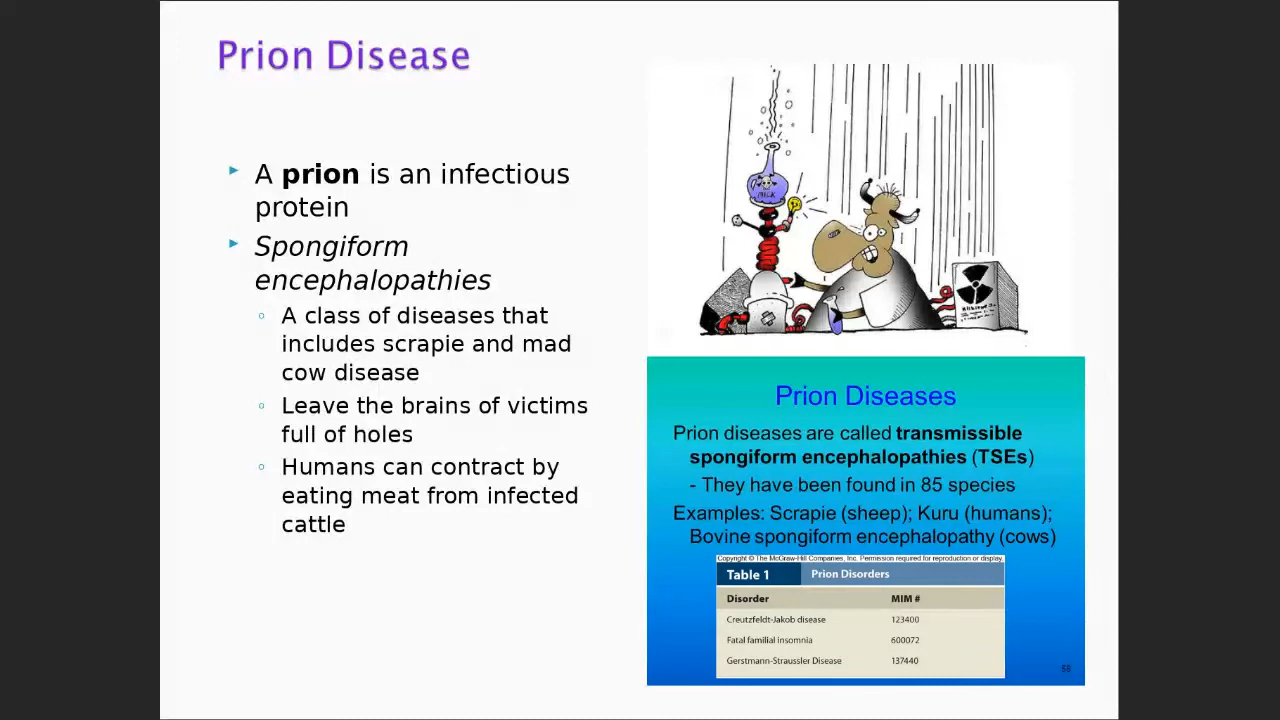 Prion Disease
A prion is an infectious
protein
Spongiform
encephalopathies
A class of diseases that
includes scrapie and mad
cow disease
Leave the brains of victims
full of holes
Humans can contract by
eating meat from infected
cattle
MILK
Prion Diseases
Prion diseases are called transmissible
spongiform encephalopathies (TSEs)
- They have been found in 85 species
Examples: Scrapie (sheep); Kuru (humans);
Bovine spongiform encephalopathy (cows)
Copyright © The McGraw-Hill Companies, Inc. Permission required for reproduction or display.
Table 1 Prion Disorders
Disorder MIM #
Creutzfeldt-Jakob disease 123400
Fatal familial insomnia 600072
Gerstmann-Straussler Disease 137440
58